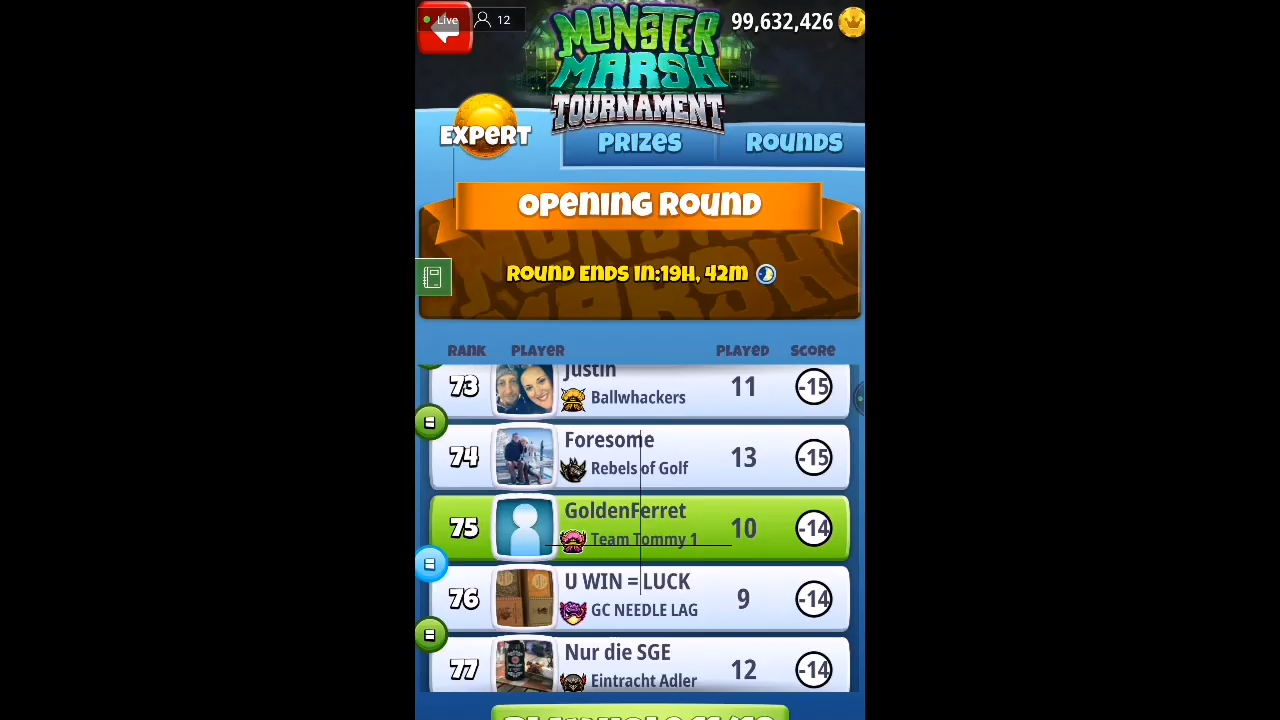 Live 12
MONSTER
MARSH
TOURNAMENT
99,632,426
EXPERT
PRIZES
ROUNDS
OPENING ROUND
ROUND ENDS IN:19H, 42M
RANK PLAYER PLAYED SCORE
73 Justin 11 -15
Ballwhackers
74 Foresome 13 -15
Rebels of Golf
75 GoldenFerret 10 -14
Team Tommy 1
76 U WIN = LUCK 9 -14
GC NEEDLE LAG
77 Nur die SGE 12 -14
Eintracht Adler